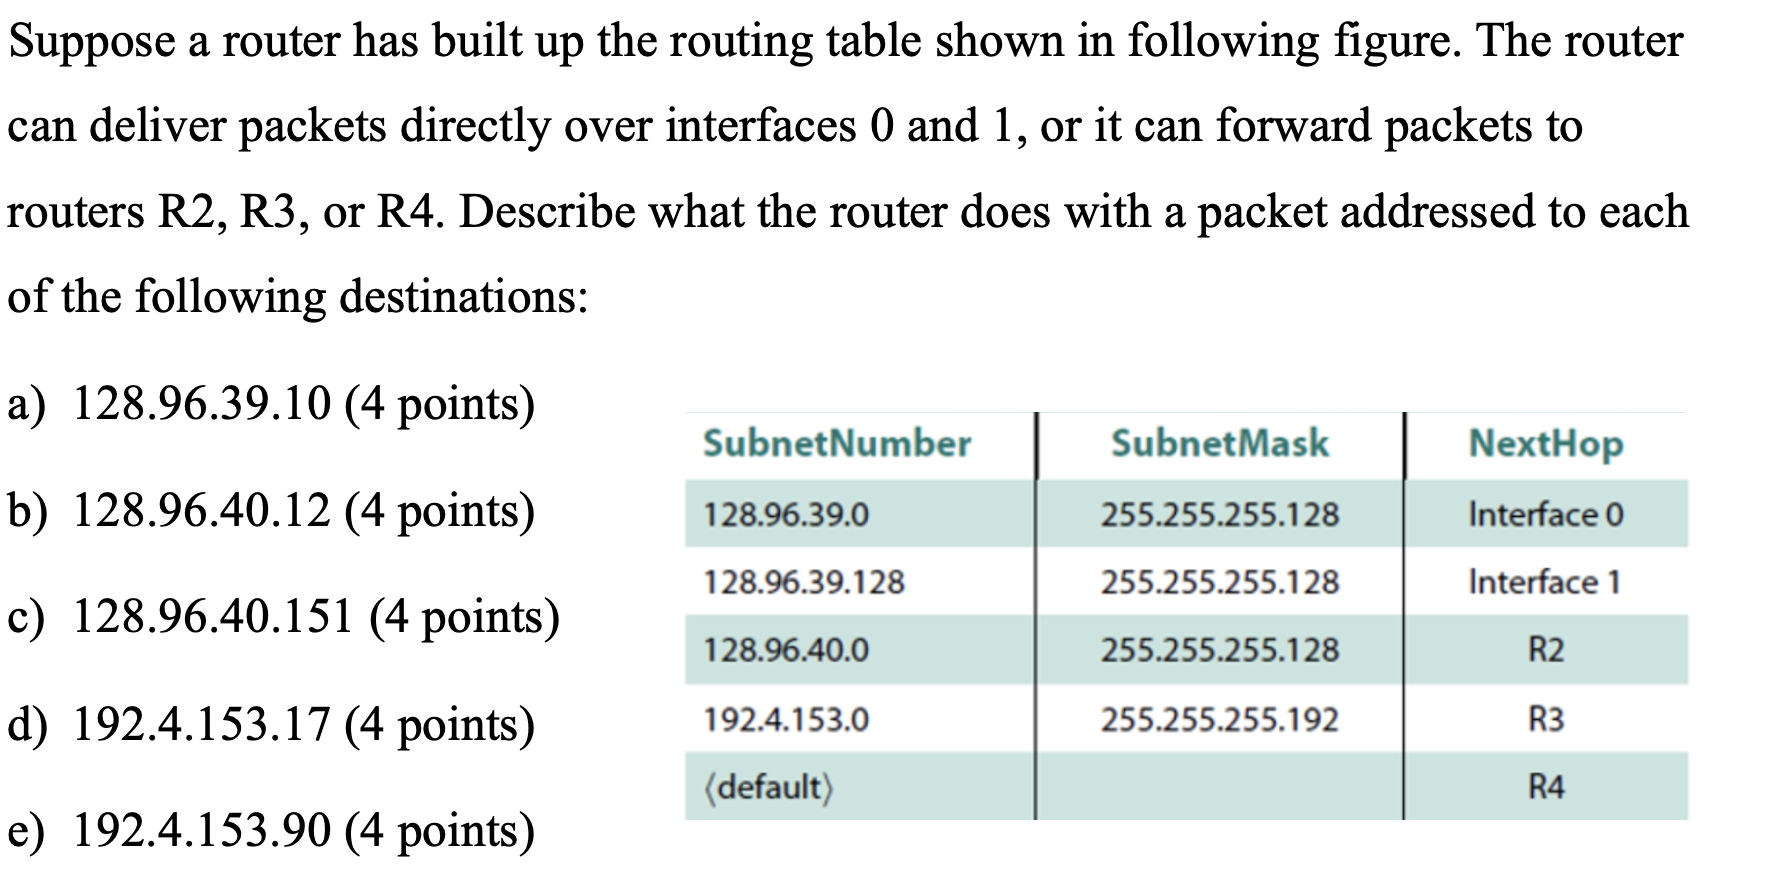 Suppose a router has built up the routing table shown in following figure. The router
can deliver packets directly over interfaces 0 and 1, or it can forward packets to
routers R2, R3, or R4. Describe what the router does with a packet addressed to each
of the following destinations:
a) 128.96.39.10 (4 points)
b) 128.96.40.12 (4 points)
c) 128.96.40.151 (4 points)
d) 192.4.153.17 (4 points)
e) 192.4.153.90 (4 points)
SubnetNumber SubnetMask NextHop
128.96.39.0 255.255.255.128 Interface 0
128.96.39.128 255.255.255.128 Interface 1
128.96.40.0 255.255.255.128 R2
192.4.153.0 255.255.255.192 R3
⟨default⟩ R4